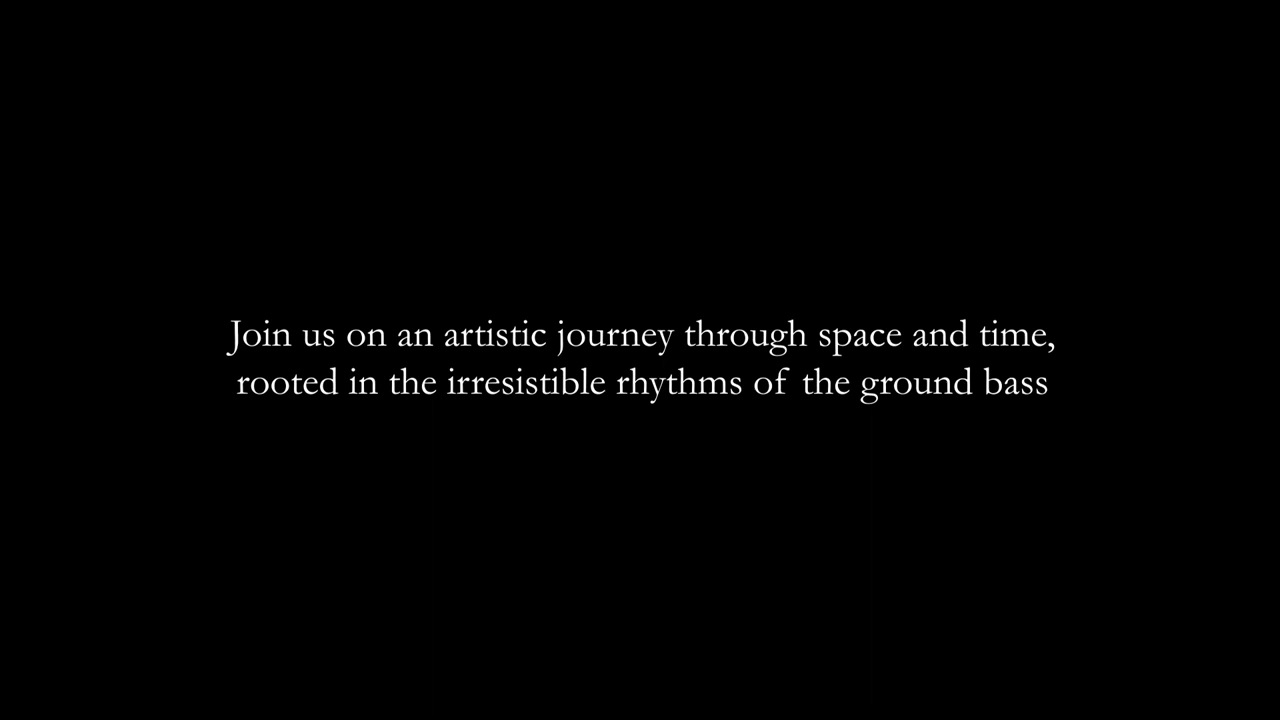 Join us on an artistic journey through space and time,
rooted in the irresistible rhythms of the ground bass